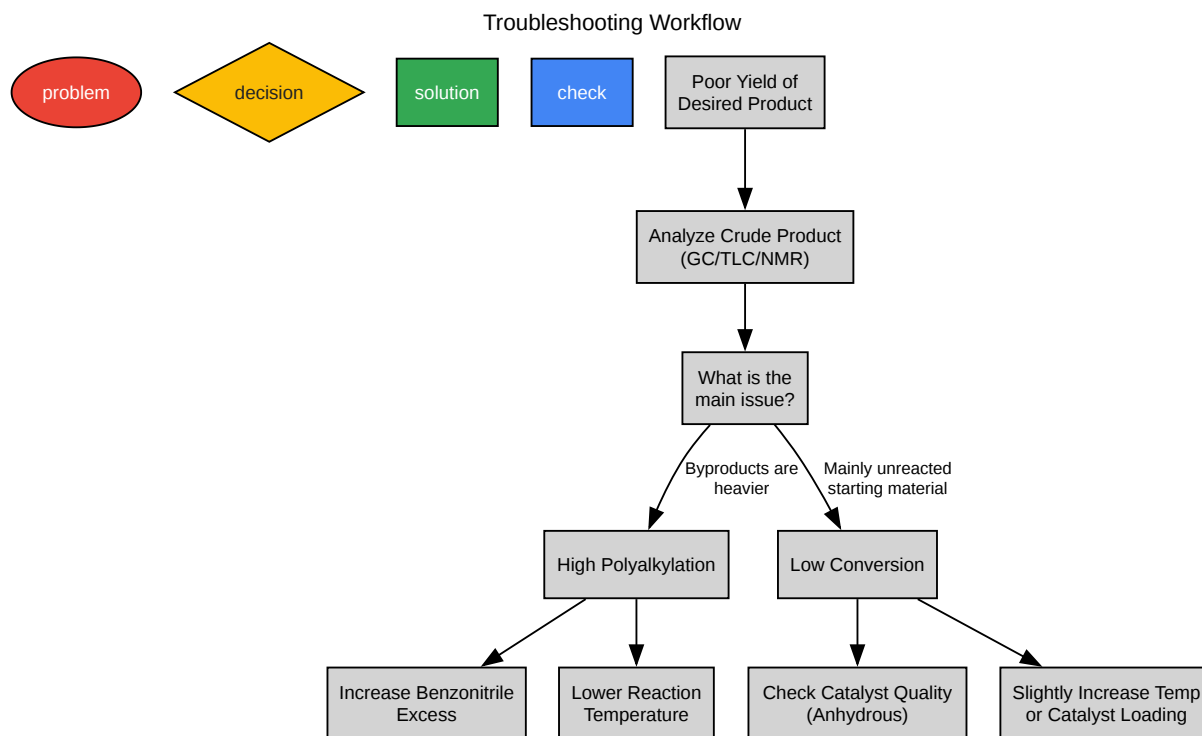 Troubleshooting Workflow
problem
decision
solution
check
Poor Yield of
Desired Product
Analyze Crude Product
(GC/TLC/NMR)
What is the
main issue?
Byproducts are
heavier
Mainly unreacted
starting material
High Polyalkylation
Low Conversion
Increase Benzonitrile
Excess
Lower Reaction
Temperature
Check Catalyst Quality
(Anhydrous)
Slightly Increase Temp
or Catalyst Loading